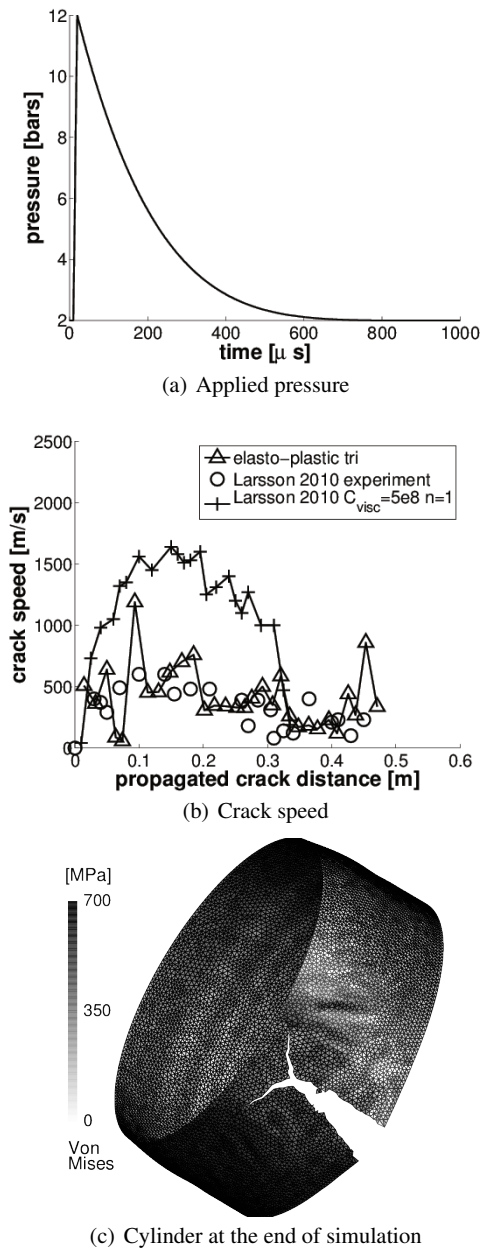 12
10
8
6
4
2
pressure [bars]
0 200 400 600 800 1000
time [μ s]
(a) Applied pressure
2500
2000
1500
1000
500
0
crack speed [m/s]
elasto−plastic tri
Larsson 2010 experiment
Larsson 2010 C_visc=5e8 n=1
0 0.1 0.2 0.3 0.4 0.5 0.6
propagated crack distance [m]
(b) Crack speed
[MPa]
700
350
0
Von
Mises
(c) Cylinder at the end of simulation